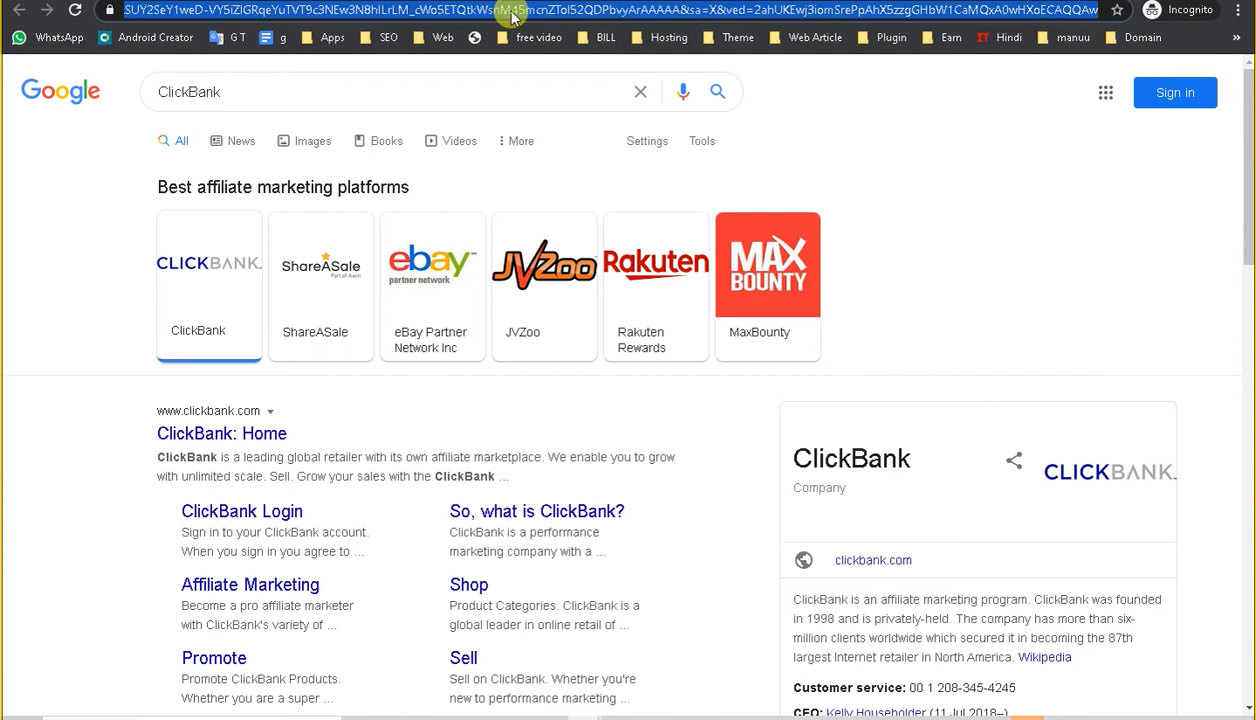 Incognito
WhatsApp Android Creator G T g Apps SEO Web free video BILL Hosting Theme Web Article Plugin Earn IT Hindi manuu Domain »
Google
ClickBank
Sign in
All News Images Books Videos More Settings Tools
Best affiliate marketing platforms
CLICKBANK.
ShareASale
Part of Awin
ebay
partner network
JVZoo
Rakuten
MAX
BOUNTY
ClickBank
ShareASale
eBay Partner
Network Inc
JVZoo
Rakuten
Rewards
MaxBounty
www.clickbank.com
ClickBank: Home
ClickBank is a leading global retailer with its own affiliate marketplace. We enable you to grow
with unlimited scale. Sell. Grow your sales with the ClickBank ...
ClickBank Login
Sign in to your ClickBank account.
When you sign in you agree to ...
So, what is ClickBank?
ClickBank is a performance
marketing company with a ...
Affiliate Marketing
Become a pro affiliate marketer
with ClickBank's variety of ...
Shop
Product Categories. ClickBank is a
global leader in online retail of ...
Promote
Promote ClickBank Products.
Whether you are a super ...
Sell
Sell on ClickBank. Whether you're
new to performance marketing ...
ClickBank
Company
CLICKBANK.
clickbank.com
ClickBank is an affiliate marketing program. ClickBank was founded
in 1998 and is privately-held. The company has more than six-
million clients worldwide which secured it in becoming the 87th
largest Internet retailer in North America. Wikipedia
Customer service: 00 1 208-345-4245
CEO: Kelly Householder (11 Jul 2018–)